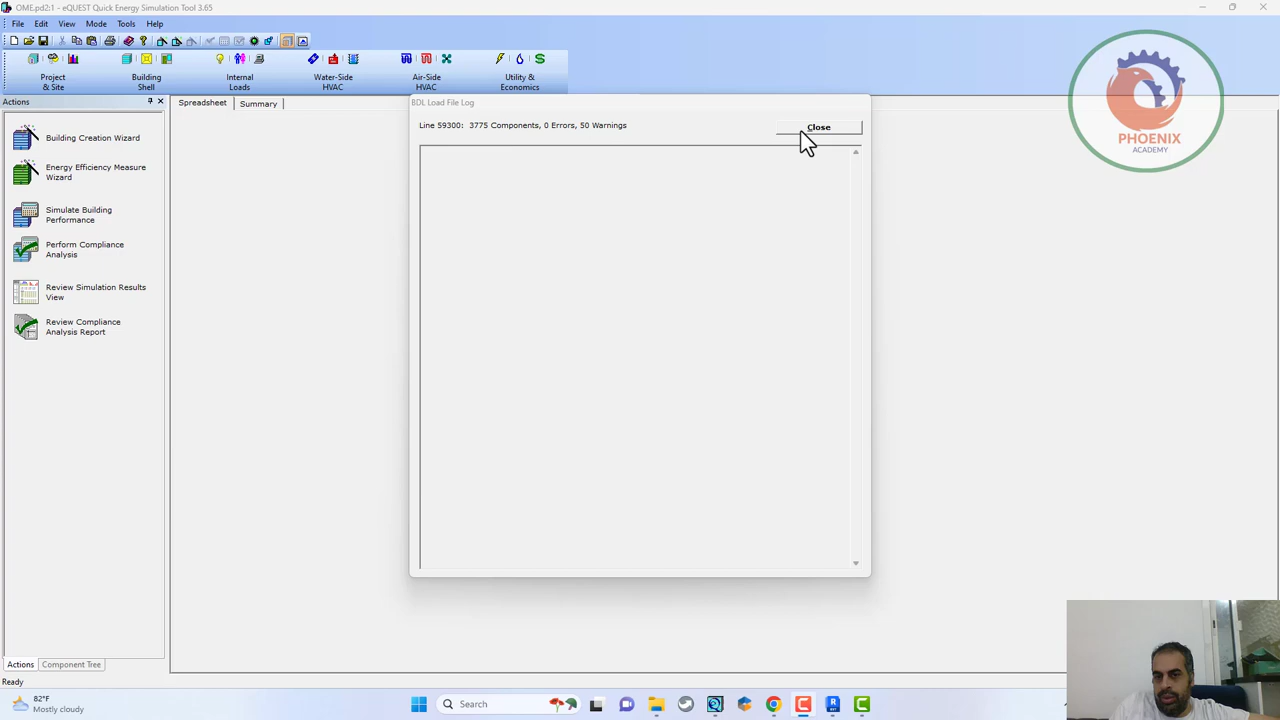 OME.pd2:1 - eQUEST Quick Energy Simulation Tool 3.65
File Edit View Mode Tools Help
Project
& Site
Building
Shell
Internal
Loads
Water-Side
HVAC
Air-Side
HVAC
Utility &
Economics
PHOENIX
ACADEMY
Actions
Spreadsheet
Summary
BDL Load File Log
Line 59300: 3775 Components, 0 Errors, 50 Warnings
Close
Building Creation Wizard
Energy Efficiency Measure
Wizard
Simulate Building
Performance
Perform Compliance
Analysis
Review Simulation Results
View
Review Compliance
Analysis Report
Actions
Component Tree
Ready
82°F
Mostly cloudy
Search